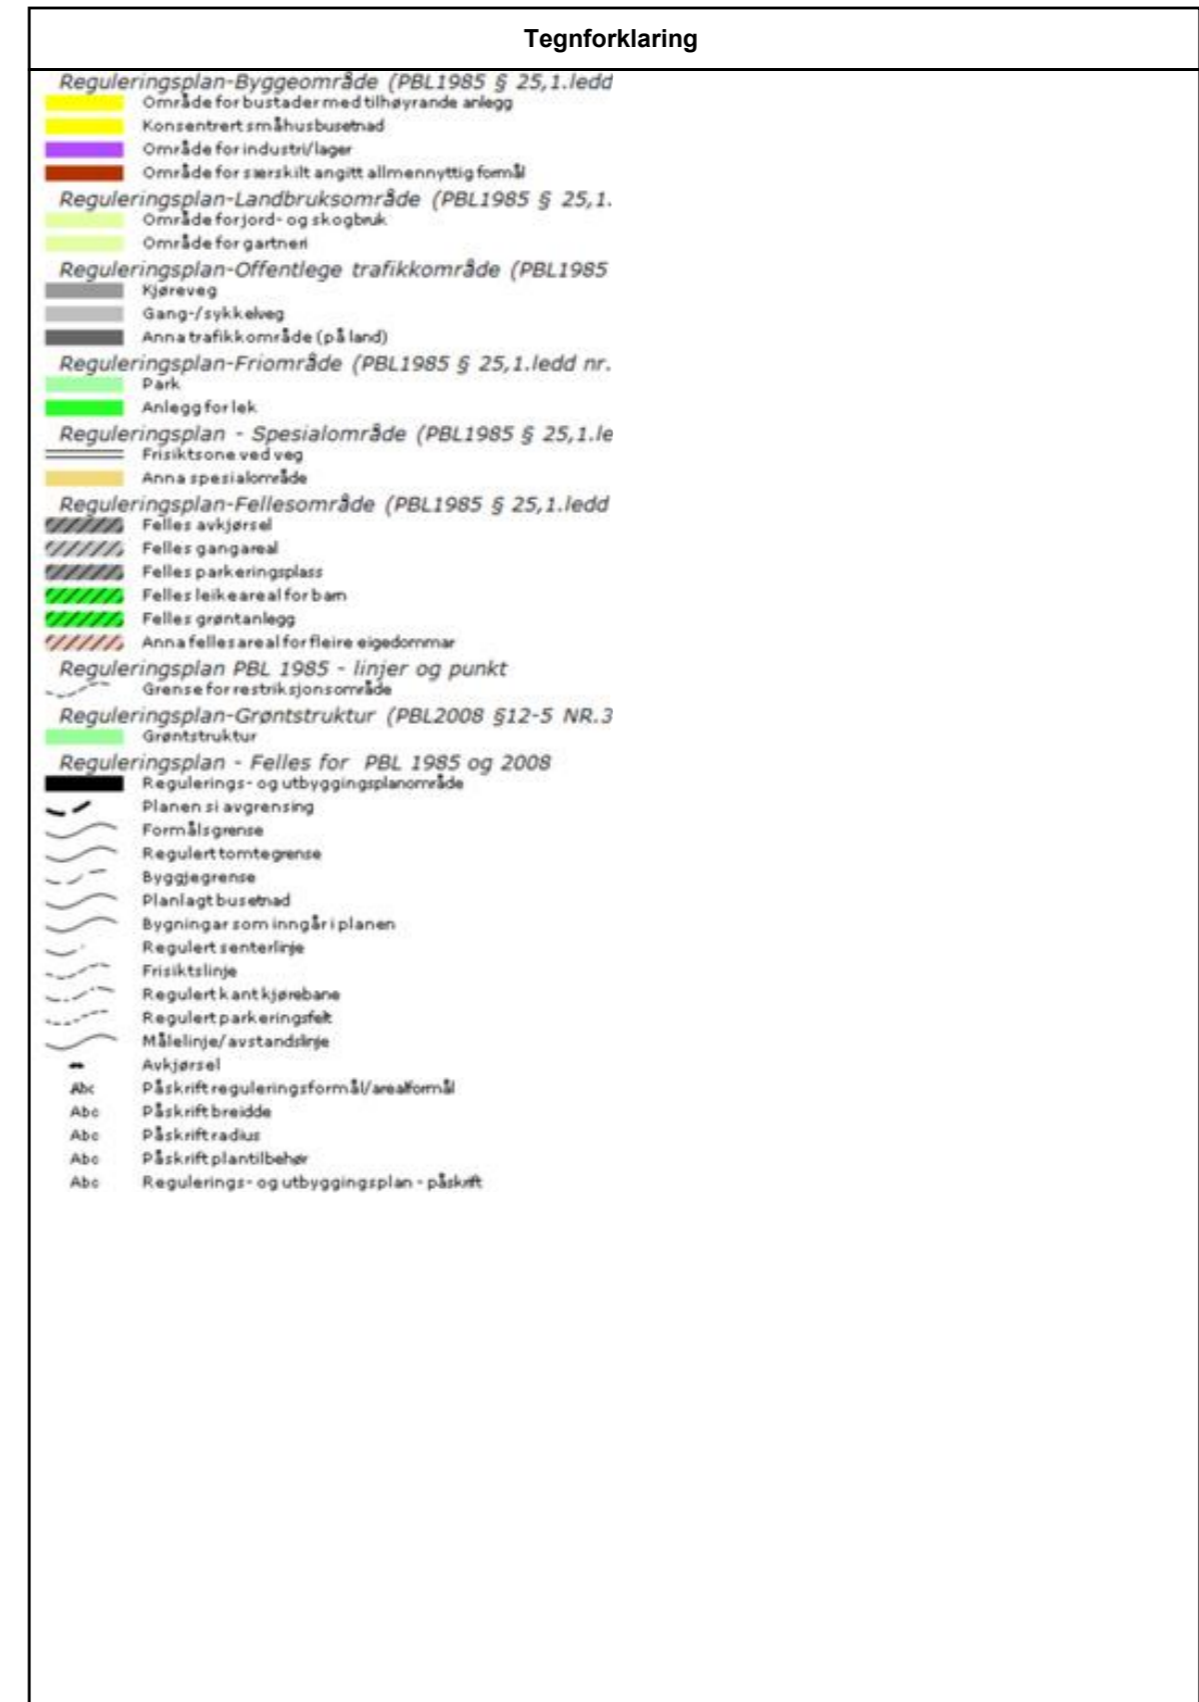 Tegnforklaring
Reguleringsplan-Byggeområde (PBL1985 § 25,1.ledd
Område for bustader med tilhøyrande anlegg
Konsentrert småhusbusetnad
Område for industri/lager
Område for særskilt angitt allmennyttig formål
Reguleringsplan-Landbruksområde (PBL1985 § 25,1.
Område for jord- og skogbruk
Område for gartneri
Reguleringsplan-Offentlege trafikkområde (PBL1985
Kjøreveg
Gang-/sykkelveg
Anna trafikkområde (på land)
Reguleringsplan-Friområde (PBL1985 § 25,1.ledd nr.
Park
Anlegg for lek
Reguleringsplan - Spesialområde (PBL1985 § 25,1.le
Frisiktsone ved veg
Anna spesialområde
Reguleringsplan-Fellesområde (PBL1985 § 25,1.ledd
Felles avkjørsel
Felles gangareal
Felles parkeringsplass
Felles leikeareal for barn
Felles grøntanlegg
Anna fellesareal for fleire eigedommar
Reguleringsplan PBL 1985 - linjer og punkt
Grense for restriksjonsområde
Reguleringsplan-Grøntstruktur (PBL2008 §12-5 NR.3
Grøntstruktur
Reguleringsplan - Felles for PBL 1985 og 2008
Regulerings- og utbyggingsplanområde
Planen si avgrensing
Formålsgrense
Regulert tomtegrense
Byggjegrense
Planlagt busetnad
Bygningar som inngår i planen
Regulert senterlinje
Frisiktslinje
Regulert kant kjørebane
Regulert parkeringsfelt
Målelinje/avstandslinje
Avkjørsel
Abc Påskrift reguleringsformål/arealformål
Abc Påskrift breidde
Abc Påskrift radius
Abc Påskrift plantilbehør
Abc Regulerings- og utbyggingsplan - påskrift